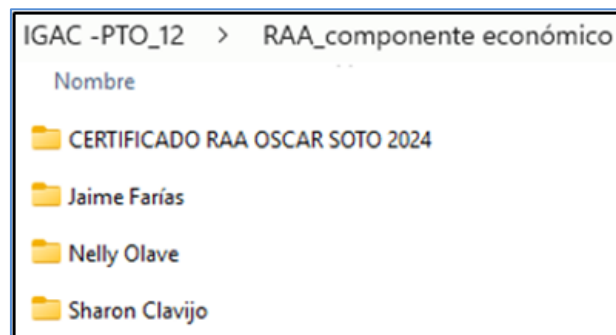 IGAC -PTO_12 > RAA_componente económico
Nombre
CERTIFICADO RAA OSCAR SOTO 2024
Jaime Farías
Nelly Olave
Sharon Clavijo